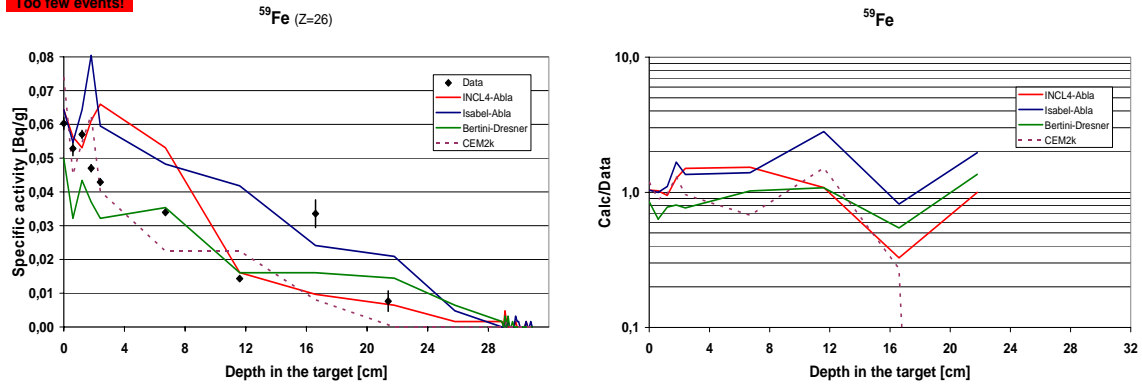 Too few events!
59Fe (Z=26)
Specific activity [Bq/g]
0,08
0,07
0,06
0,05
0,04
0,03
0,02
0,01
0,00
0 4 8 12 16 20 24 28
Depth in the target [cm]
Data
INCL4-Abla
Isabel-Abla
Bertini-Dresner
CEM2k
59Fe
Calc/Data
10,0
1,0
0,1
0 4 8 12 16 20 24 28 32
Depth in the target [cm]
INCL4-Abla
Isabel-Abla
Bertini-Dresner
CEM2k